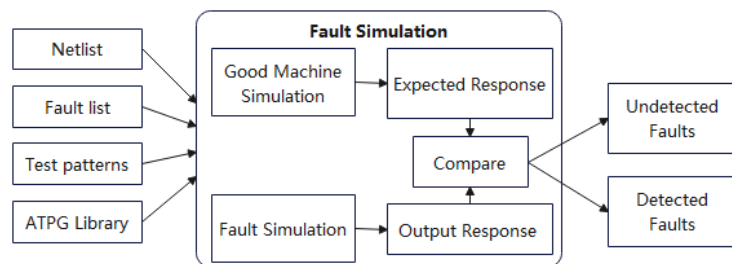 Fault Simulation
Netlist
Fault list
Test patterns
ATPG Library
Good Machine
Simulation
Expected Response
Compare
Fault Simulation
Output Response
Undetected
Faults
Detected
Faults